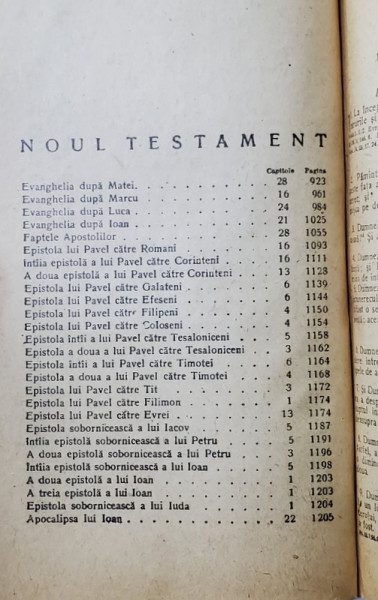 NOUL TESTAMENT
Capitole Pagina
Evanghelia după Matei. . . . . . . . . . . 28 923
Evanghelia după Marcu . . . . . . . . . . . 16 961
Evanghelia după Luca . . . . . . . . . . . 24 984
Evanghelia după Ioan . . . . . . . . . . . 21 1025
Faptele Apostolilor . . . . . . . . . . . 28 1055
Epistola lui Pavel către Romani . . . . . . . 16 1093
Intîia epistolă a lui Pavel către Corinteni . . . 16 1111
A doua epistolă a lui Pavel către Corinteni . . 13 1128
Epistola lui Pavel către Galateni . . . . . . 6 1139
Epistola lui Pavel către Efeseni . . . . . . 6 1144
Epistola lui Pavel către Filipeni . . . . . . 4 1150
Epistola lui Pavel către Coloseni . . . . . . 4 1154
Epistola intîi a lui Pavel către Tesaloniceni . . 5 1158
Epistola a doua a lui Pavel către Tesaloniceni . 3 1162
Epistola intîi a lui Pavel către Timotei . . . 6 1164
Epistola a doua a lui Pavel către Timotei . . . 4 1168
Epistola lui Pavel către Tit . . . . . . . 3 1172
Epistola lui Pavel către Filimon . . . . . . 1 1174
Epistola lui Pavel către Evrei . . . . . . 13 1174
Epistola sobornicească a lui Iacov . . . . . 5 1187
Intîia epistolă sobornicească a lui Petru . . . 5 1191
A doua epistolă sobornicească a lui Petru . . . 3 1196
Intîia epistolă sobornicească a lui Ioan . . . . 5 1198
A doua epistolă a lui Ioan . . . . . . . . 1 1203
A treia epistolă a lui Ioan . . . . . . . . 1 1203
Epistola sobornicească a lui Iuda . . . . . . 1 1204
Apocalipsa lui Ioan . . . . . . . . . . . 22 1205